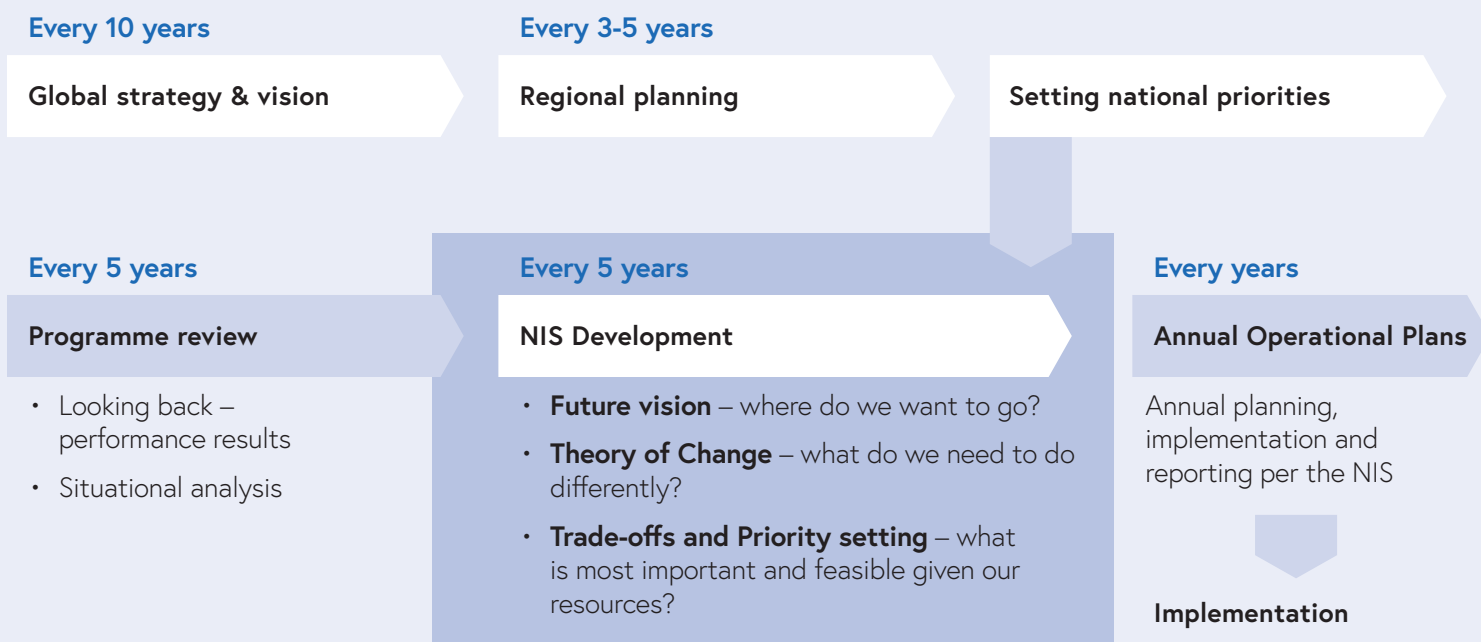 Every 10 years
Global strategy & vision
Every 3-5 years
Regional planning
Setting national priorities
Every 5 years
Programme review
• Looking back –
performance results
• Situational analysis
Every 5 years
NIS Development
• Future vision – where do we want to go?
• Theory of Change – what do we need to do
differently?
• Trade-offs and Priority setting – what
is most important and feasible given our
resources?
Every years
Annual Operational Plans
Annual planning,
implementation and
reporting per the NIS
Implementation